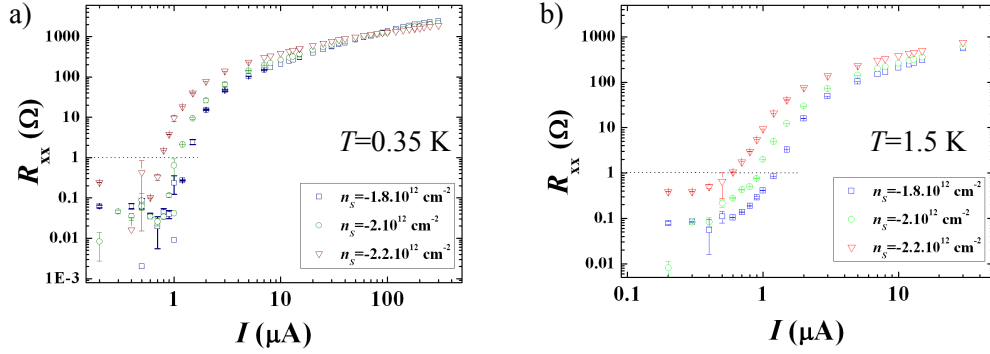 a)
1000
100
10
1
0.1
0.01
1E-3
R_xx (Ω)
T=0.35 K
n_s=-1.8.10^12 cm^-2
n_s=-2.10^12 cm^-2
n_s=-2.2.10^12 cm^-2
1 10 100
I (μA)
b)
1000
100
10
1
0.1
0.01
R_xx (Ω)
T=1.5 K
n_s=-1.8.10^12 cm^-2
n_s=-2.10^12 cm^-2
n_s=-2.2.10^12 cm^-2
0.1 1 10
I (μA)